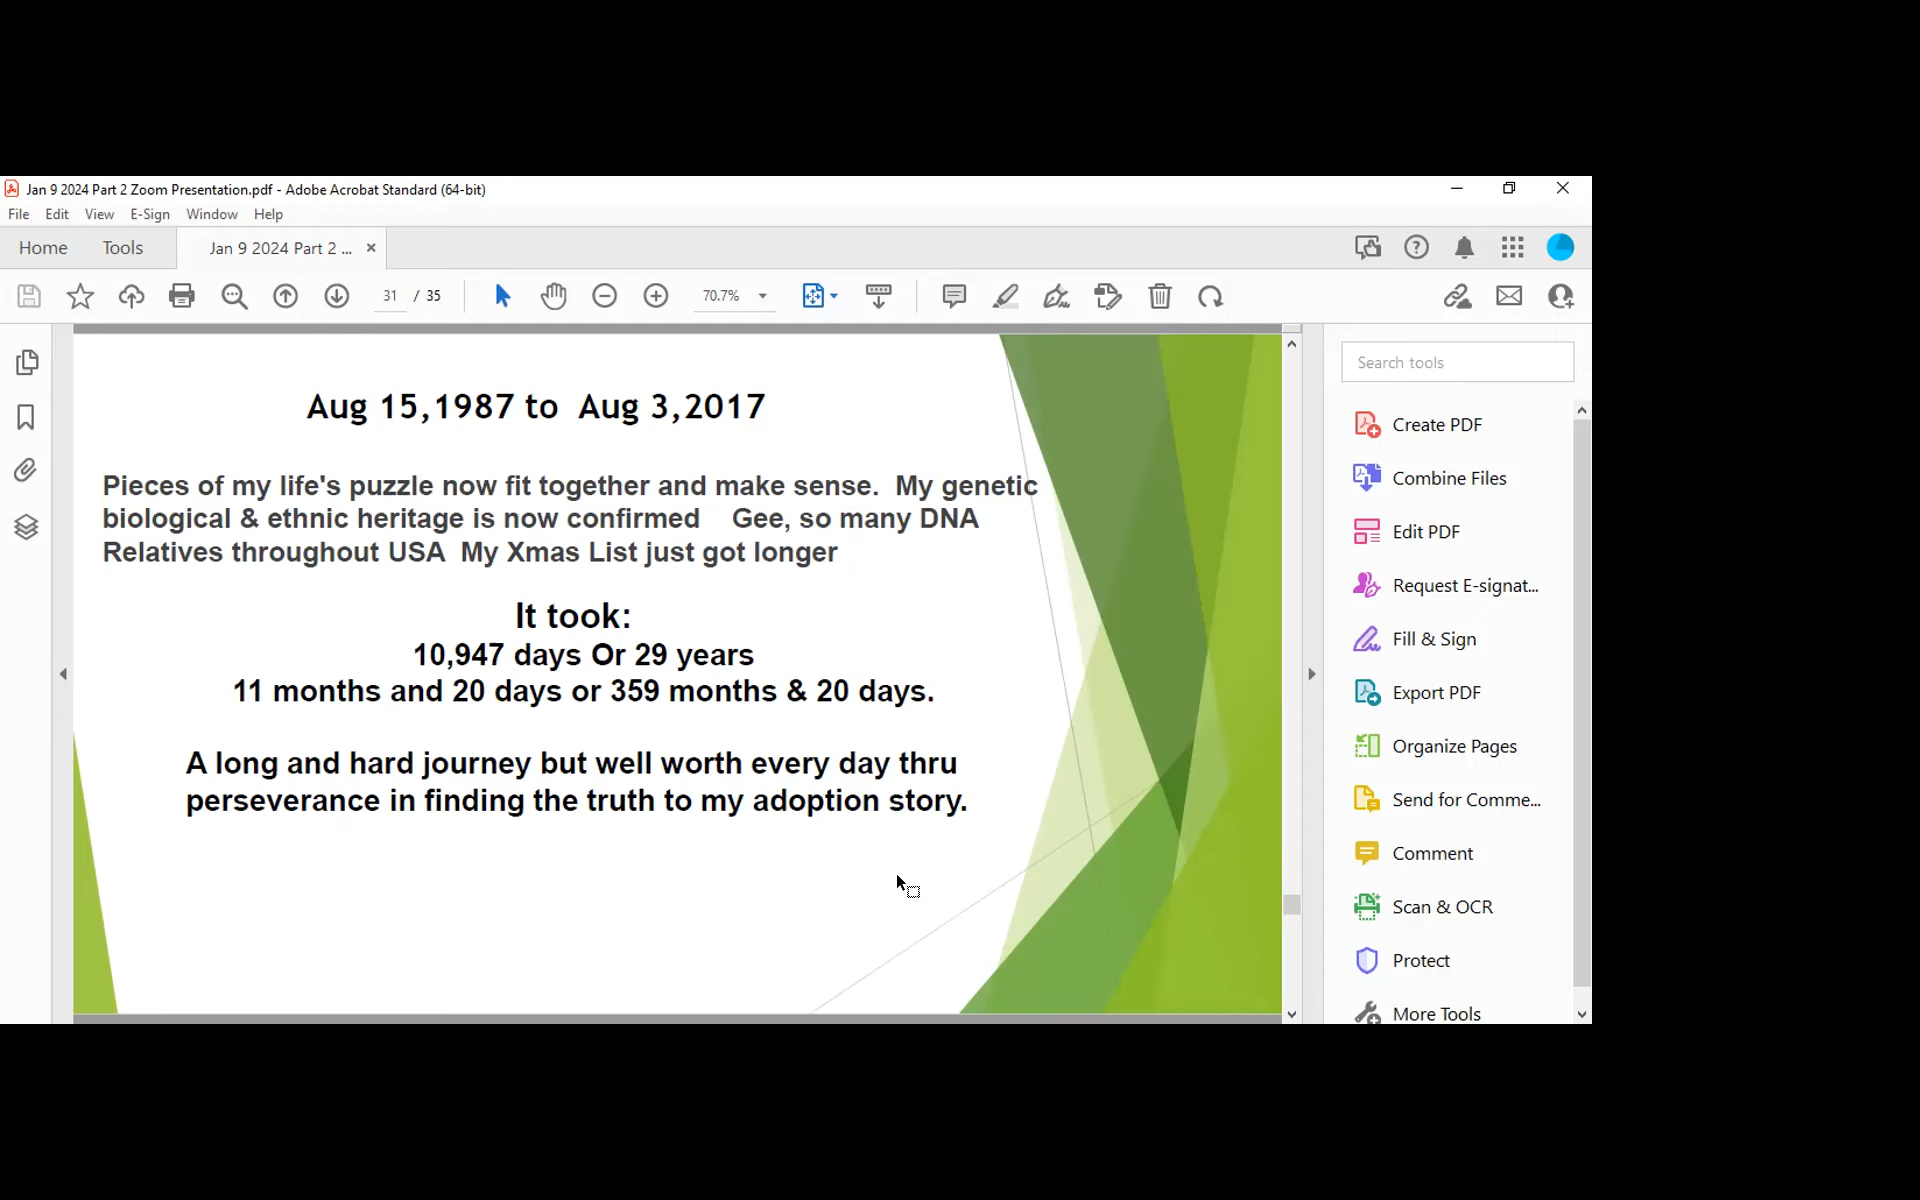 Jan 9 2024 Part 2 Zoom Presentation.pdf - Adobe Acrobat Standard (64-bit)
File Edit View E-Sign Window Help
Home Tools Jan 9 2024 Part 2 ...
31 / 35 70.7%
Search tools
Aug 15,1987 to Aug 3,2017
Pieces of my life's puzzle now fit together and make sense. My genetic
biological & ethnic heritage is now confirmed Gee, so many DNA
Relatives throughout USA My Xmas List just got longer
It took:
10,947 days Or 29 years
11 months and 20 days or 359 months & 20 days.
A long and hard journey but well worth every day thru
perseverance in finding the truth to my adoption story.
Create PDF
Combine Files
Edit PDF
Request E-signat...
Fill & Sign
Export PDF
Organize Pages
Send for Comme...
Comment
Scan & OCR
Protect
More Tools